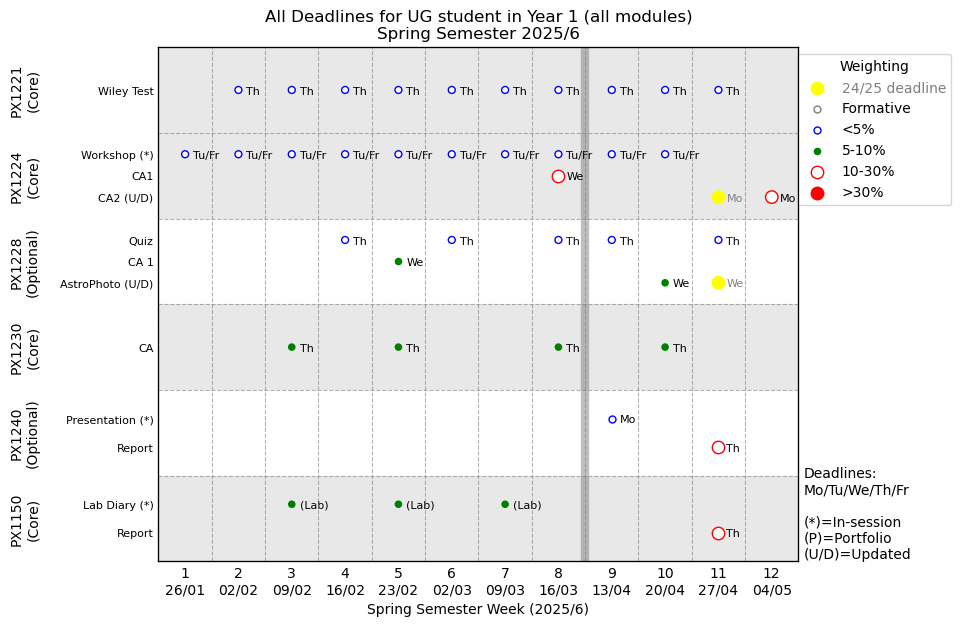 All Deadlines for UG student in Year 1 (all modules)
Spring Semester 2025/6
PX1221
(Core)
Wiley Test
Th Th Th Th Th Th Th Th Th Th
PX1224
(Core)
Workshop (*)
Tu/Fr Tu/Fr Tu/Fr Tu/Fr Tu/Fr Tu/Fr Tu/Fr Tu/Fr Tu/Fr Tu/Fr
CA1
We
CA2 (U/D)
Mo Mo
PX1228
(Optional)
Quiz
Th Th Th Th Th
CA 1
We
AstroPhoto (U/D)
We We
PX1230
(Core)
CA
Th Th Th Th
PX1240
(Optional)
Presentation (*)
Mo
Report
Th
PX1150
(Core)
Lab Diary (*)
(Lab) (Lab) (Lab)
Report
Th
1 2 3 4 5 6 7 8 9 10 11 12
26/01 02/02 09/02 16/02 23/02 02/03 09/03 16/03 13/04 20/04 27/04 04/05
Spring Semester Week (2025/6)
Weighting
24/25 deadline
Formative
<5%
5-10%
10-30%
>30%
Deadlines:
Mo/Tu/We/Th/Fr
(*)=In-session
(P)=Portfolio
(U/D)=Updated